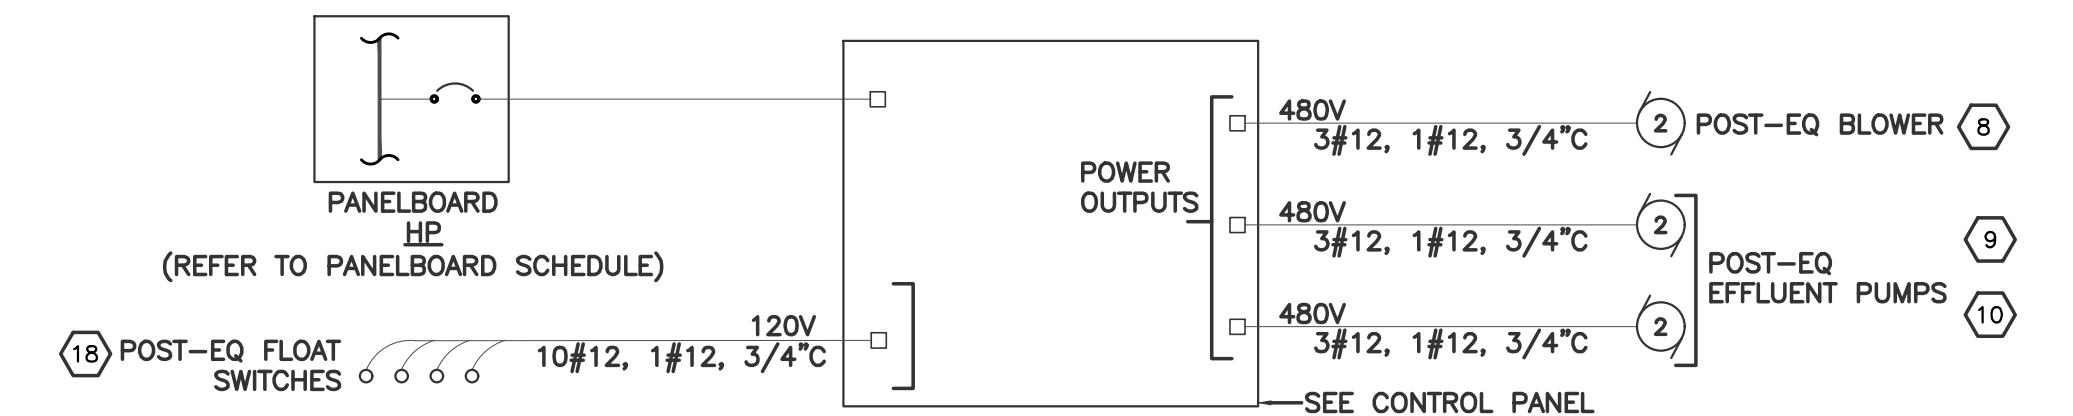 PANELBOARD
HP
(REFER TO PANELBOARD SCHEDULE)
18
POST-EQ FLOAT
SWITCHES
120V
10#12, 1#12, 3/4"C
POWER
OUTPUTS
480V
3#12, 1#12, 3/4"C
2
POST-EQ BLOWER
8
480V
3#12, 1#12, 3/4"C
2
480V
3#12, 1#12, 3/4"C
2
POST-EQ
EFFLUENT PUMPS
9
10
SEE CONTROL PANEL